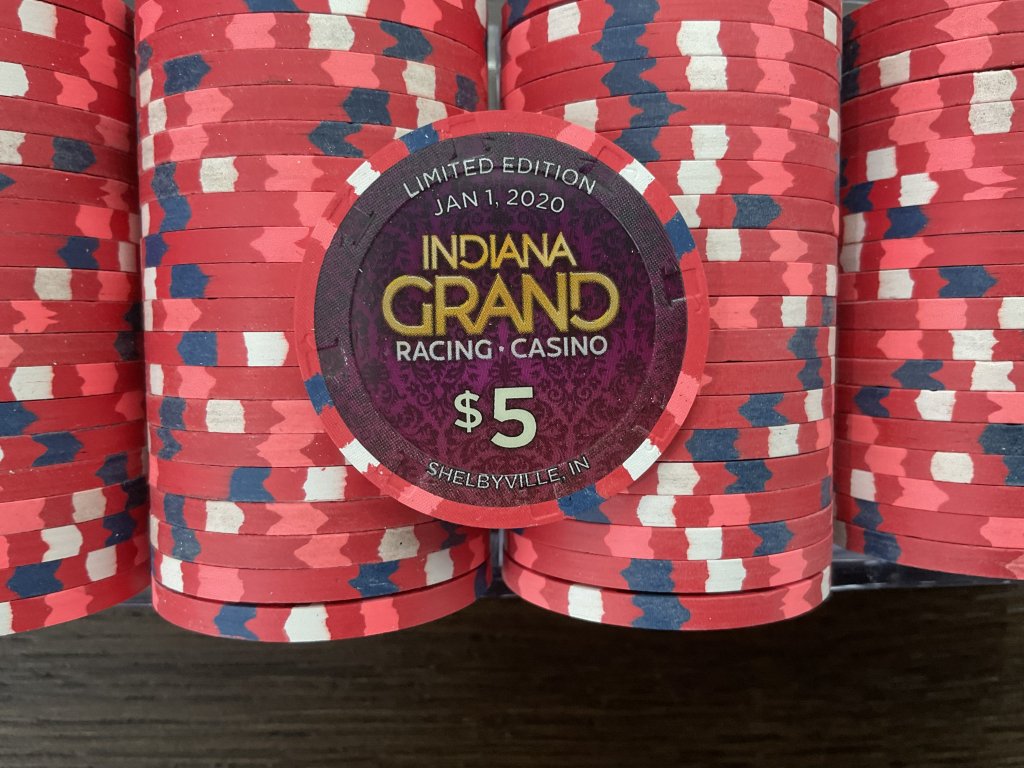 LIMITED EDITION
JAN 1, 2020
INDIANA
GRAND
RACING · CASINO
$5
SHELBYVILLE, IN